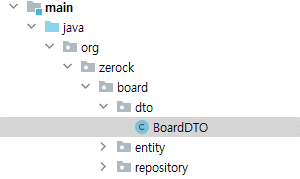 main
java
org
zerock
board
dto
BoardDTO
entity
repository